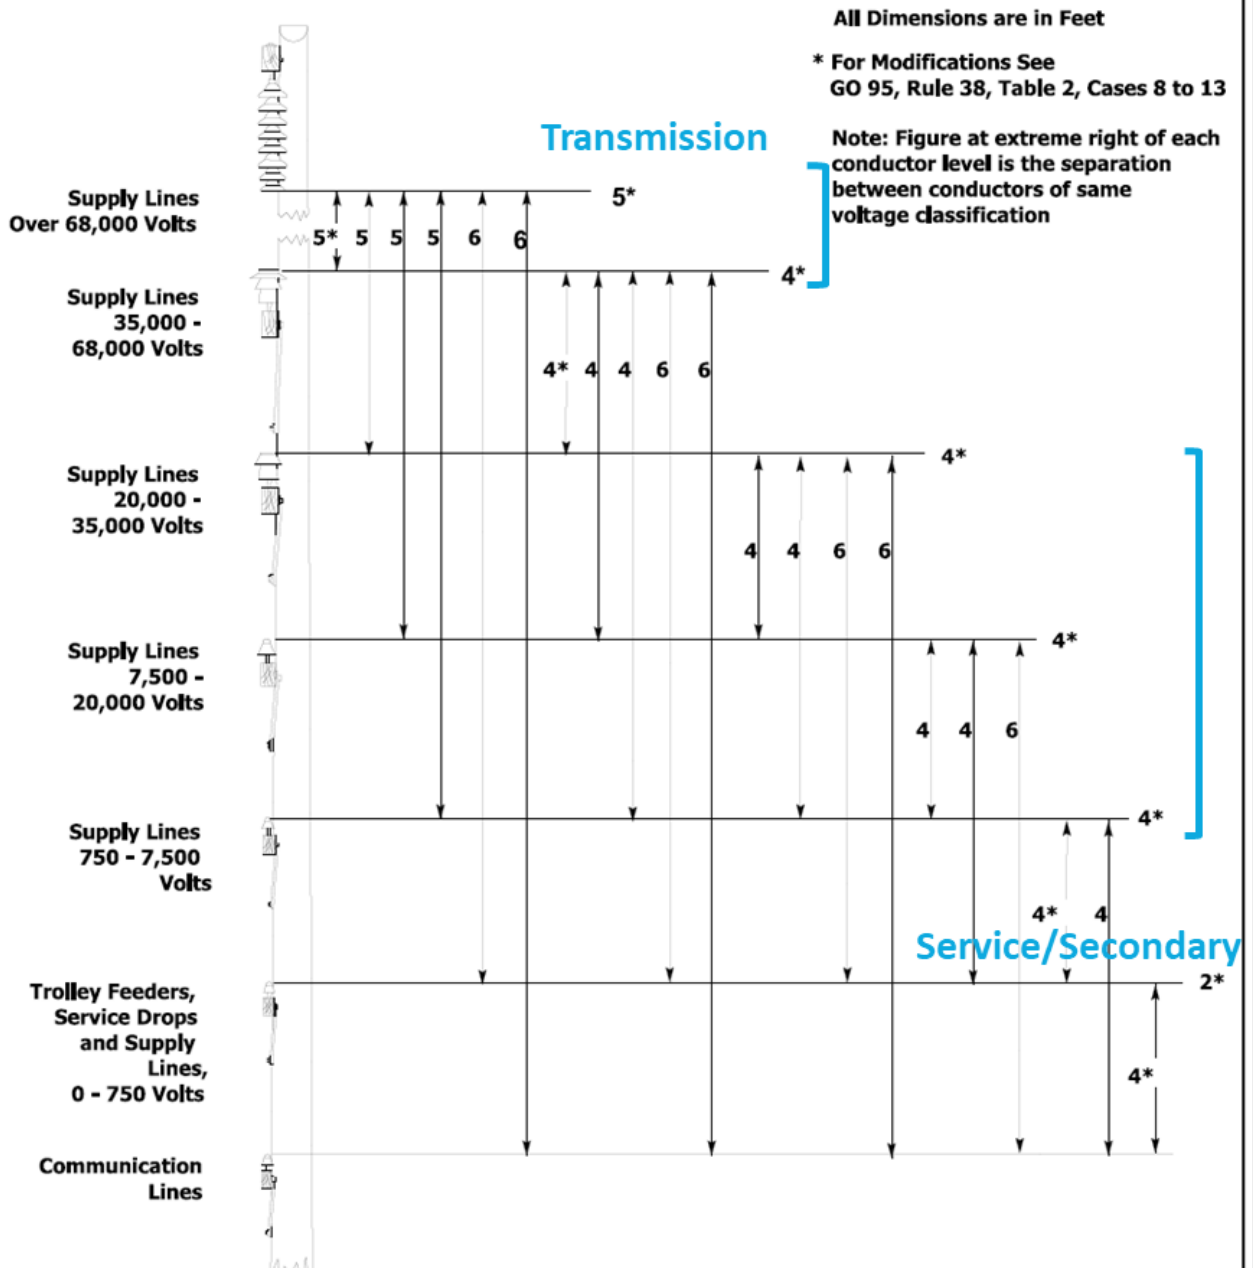 All Dimensions are in Feet
* For Modifications See
GO 95, Rule 38, Table 2, Cases 8 to 13
Transmission
Note: Figure at extreme right of each
conductor level is the separation
between conductors of same
voltage classification
Supply Lines
Over 68,000 Volts
5*
5* 5 5 5 6 6
4*
Supply Lines
35,000 -
68,000 Volts
4* 4 4 6 6
4*
Supply Lines
20,000 -
35,000 Volts
4 4 6 6
4*
Supply Lines
7,500 -
20,000 Volts
4 4 6
4*
Supply Lines
750 - 7,500
Volts
4* 4
Service/Secondary
2*
Trolley Feeders,
Service Drops
and Supply
Lines,
0 - 750 Volts
4*
Communication
Lines